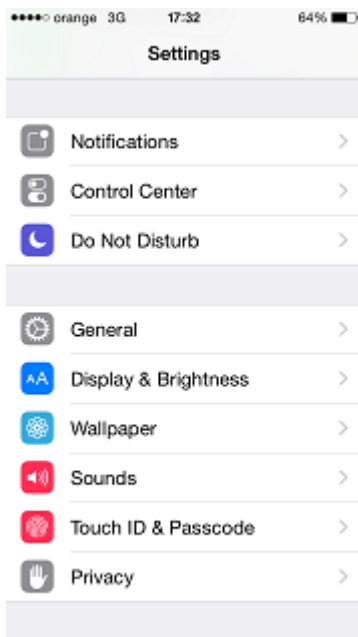 orange 3G 17:32 64%
Settings
Notifications
Control Center
Do Not Disturb
General
AA Display & Brightness
Wallpaper
Sounds
Touch ID & Passcode
Privacy